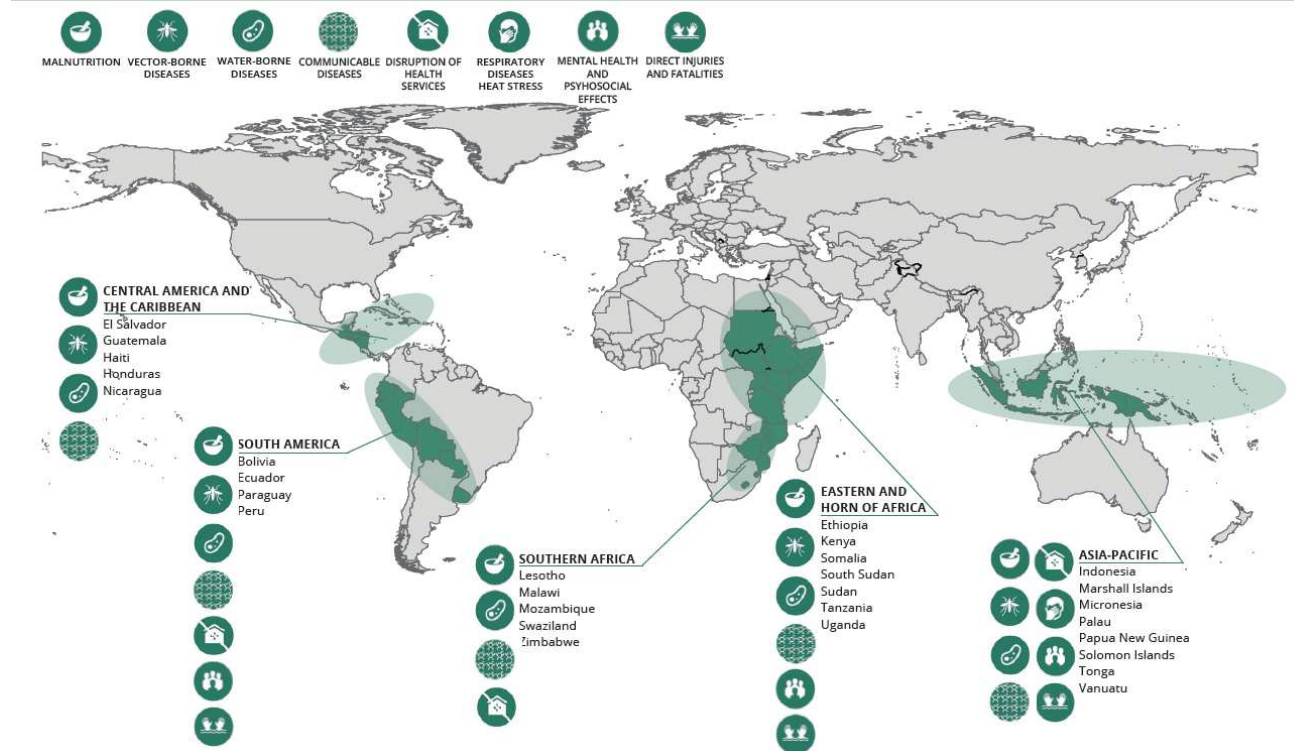 MALNUTRITION
VECTOR-BORNE
DISEASES
WATER-BORNE
DISEASES
COMMUNICABLE
DISEASES
DISRUPTION OF
HEALTH
SERVICES
RESPIRATORY
DISEASES
HEAT STRESS
MENTAL HEALTH
AND
PSYHOSOCIAL
EFFECTS
DIRECT INJURIES
AND FATALITIES
CENTRAL AMERICA AND
THE CARIBBEAN
El Salvador
Guatemala
Haiti
Honduras
Nicaragua
SOUTH AMERICA
Bolivia
Ecuador
Paraguay
Peru
SOUTHERN AFRICA
Lesotho
Malawi
Mozambique
Swaziland
Zimbabwe
EASTERN AND
HORN OF AFRICA
Ethiopia
Kenya
Somalia
South Sudan
Sudan
Tanzania
Uganda
ASIA-PACIFIC
Indonesia
Marshall Islands
Micronesia
Palau
Papua New Guinea
Solomon Islands
Tonga
Vanuatu